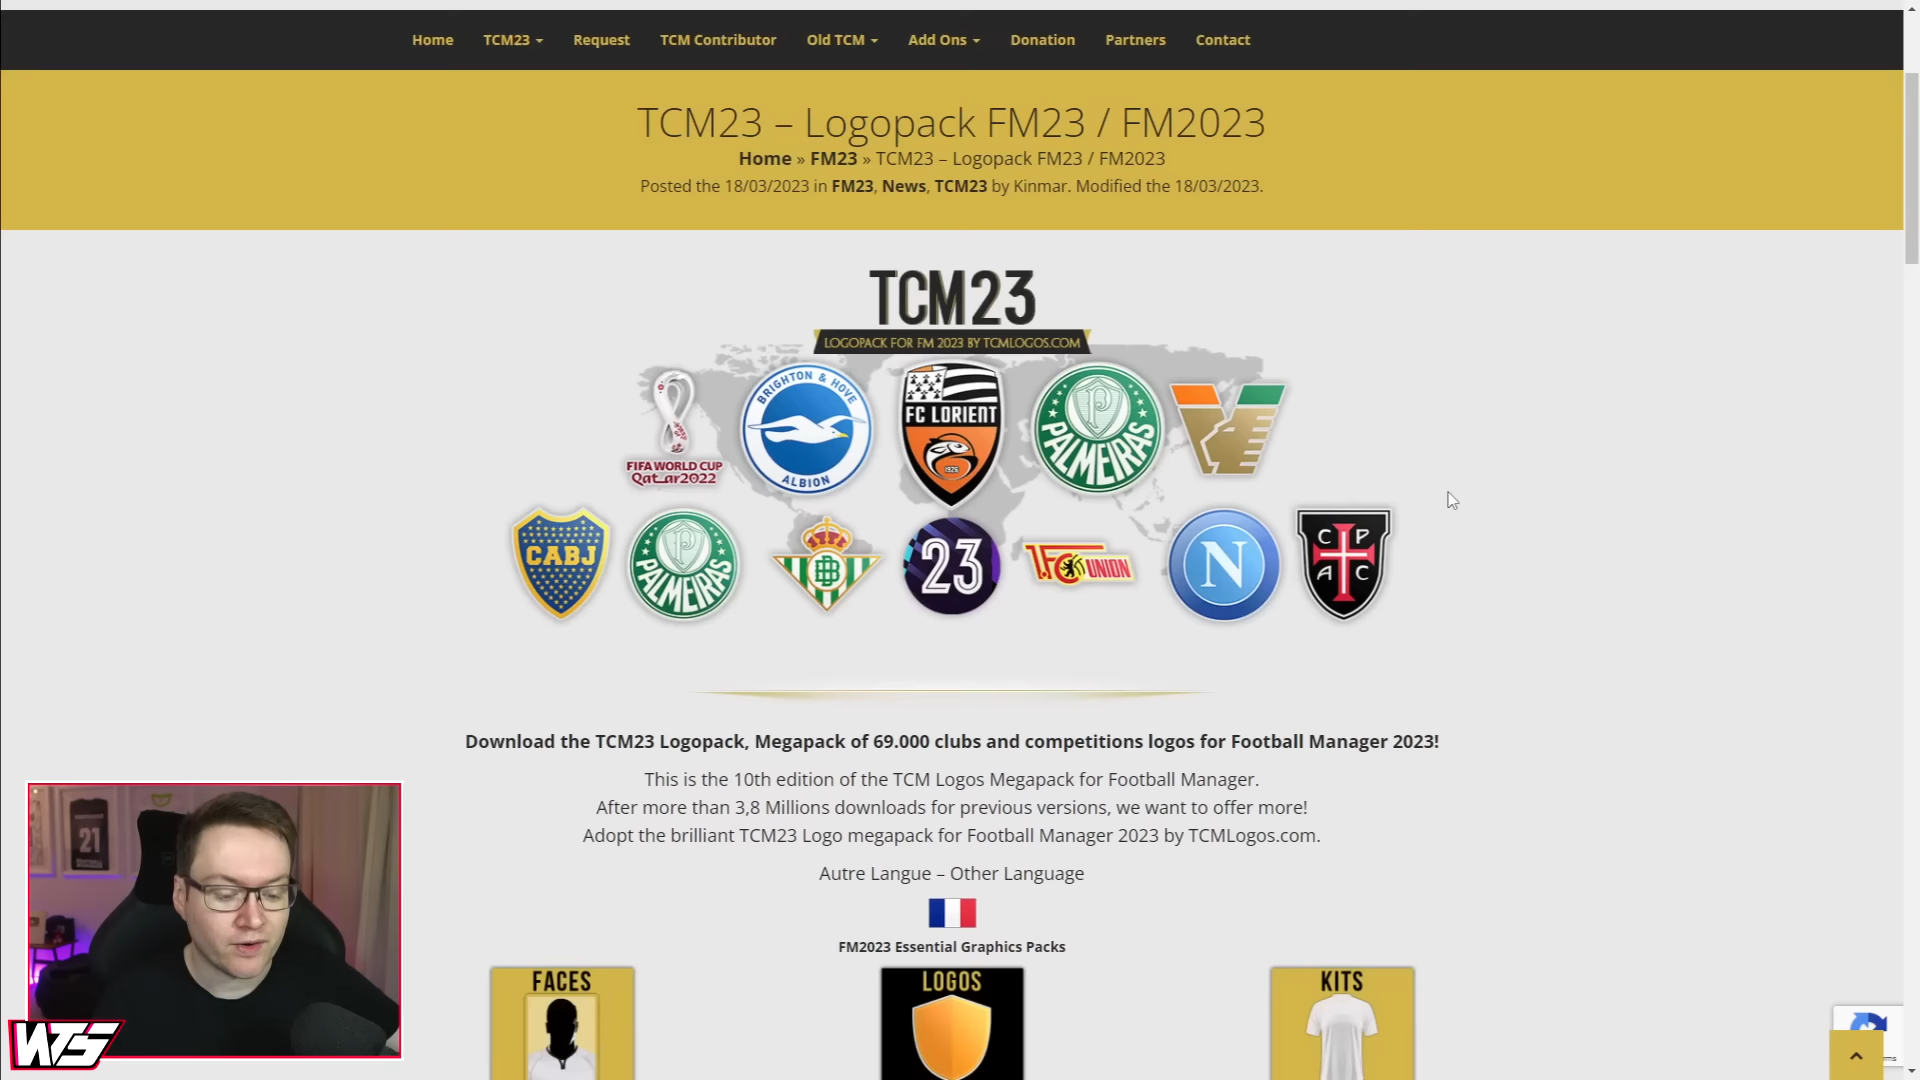 Home TCM23 Request TCM Contributor Old TCM Add Ons Donation Partners Contact
TCM23 – Logopack FM23 / FM2023
Home » FM23 » TCM23 – Logopack FM23 / FM2023
Posted the 18/03/2023 in FM23, News, TCM23 by Kinmar. Modified the 18/03/2023.
TCM23
LOGOPACK FOR FM 2023 BY TCMLOGOS.COM
FIFA WORLD CUP
Qatar2022
BRIGHTON & HOVE
ALBION
FC LORIENT
1926
P
PALMEIRAS
CABJ
P
PALMEIRAS
B
23
1.FC UNION
N
C P
A C
Download the TCM23 Logopack, Megapack of 69.000 clubs and competitions logos for Football Manager 2023!
This is the 10th edition of the TCM Logos Megapack for Football Manager.
After more than 3,8 Millions downloads for previous versions, we want to offer more!
Adopt the brilliant TCM23 Logo megapack for Football Manager 2023 by TCMLogos.com.
Autre Langue – Other Language
FM2023 Essential Graphics Packs
FACES
LOGOS
KITS
21
WTS